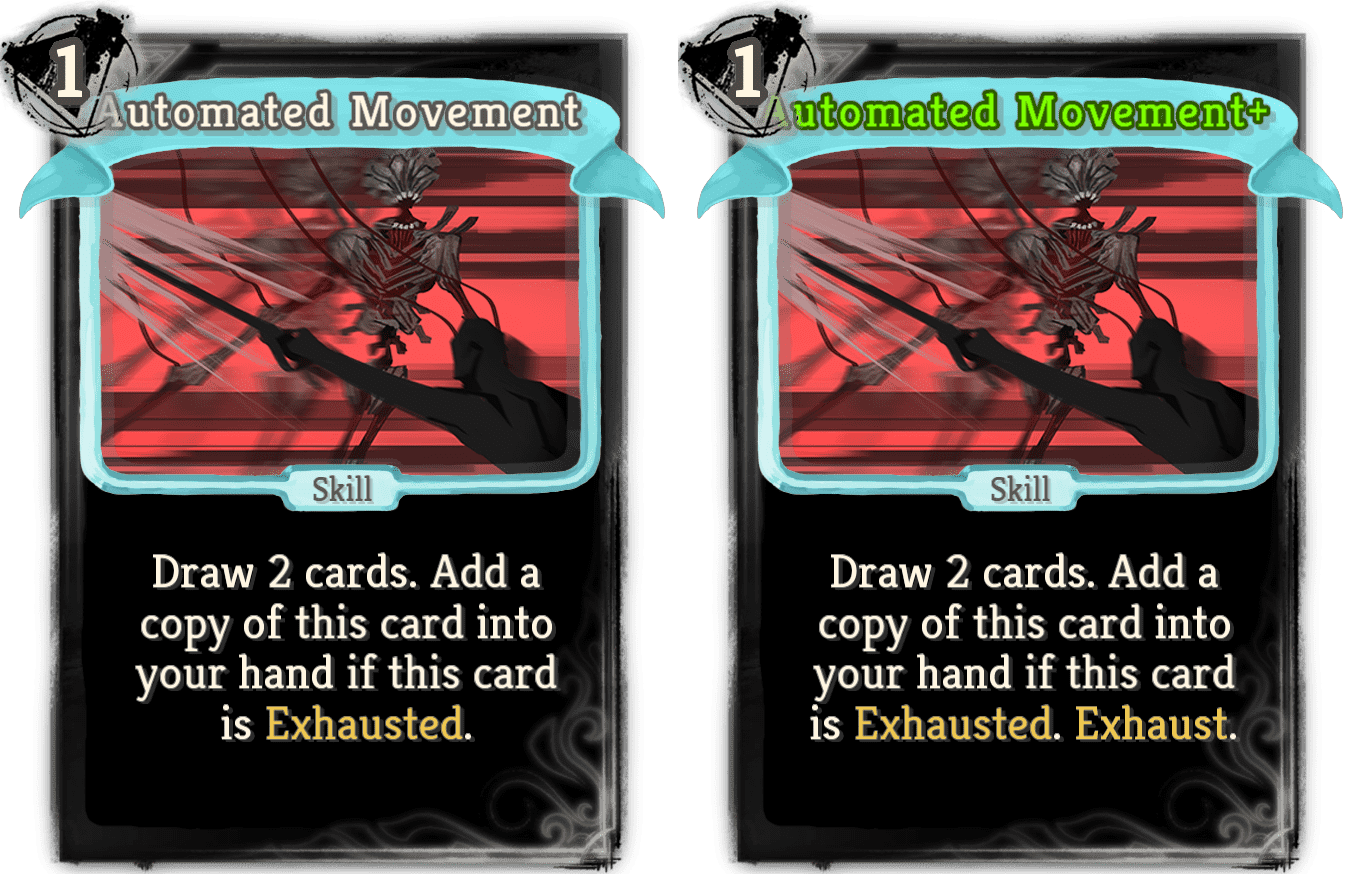 1
Automated Movement
Skill
Draw 2 cards. Add a
copy of this card into
your hand if this card
is Exhausted.
1
Automated Movement+
Skill
Draw 2 cards. Add a
copy of this card into
your hand if this card
is Exhausted. Exhaust.